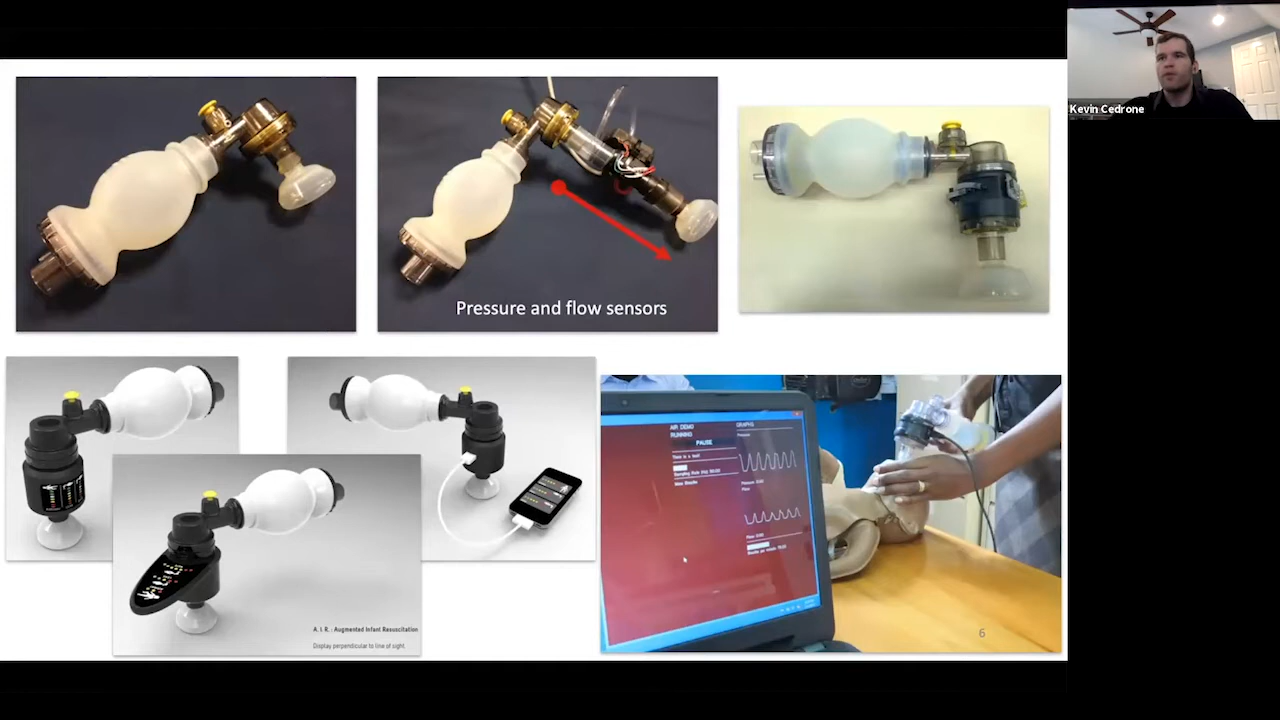 Kevin Cedrone
Pressure and flow sensors
A. I. R. : Augmented Infant Resuscitation
Display perpendicular to line of sight
AIR DEMO
RUNNING
PAUSE
GRAPHS
Pressure
6